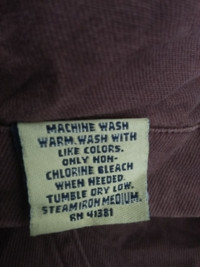 MACHINE WASH
WARM. WASH WITH
LIKE COLORS.
ONLY NON-
CHLORINE BLEACH
WHEN NEEDED.
TUMBLE DRY LOW.
STEAM IRON MEDIUM.
RN 41381